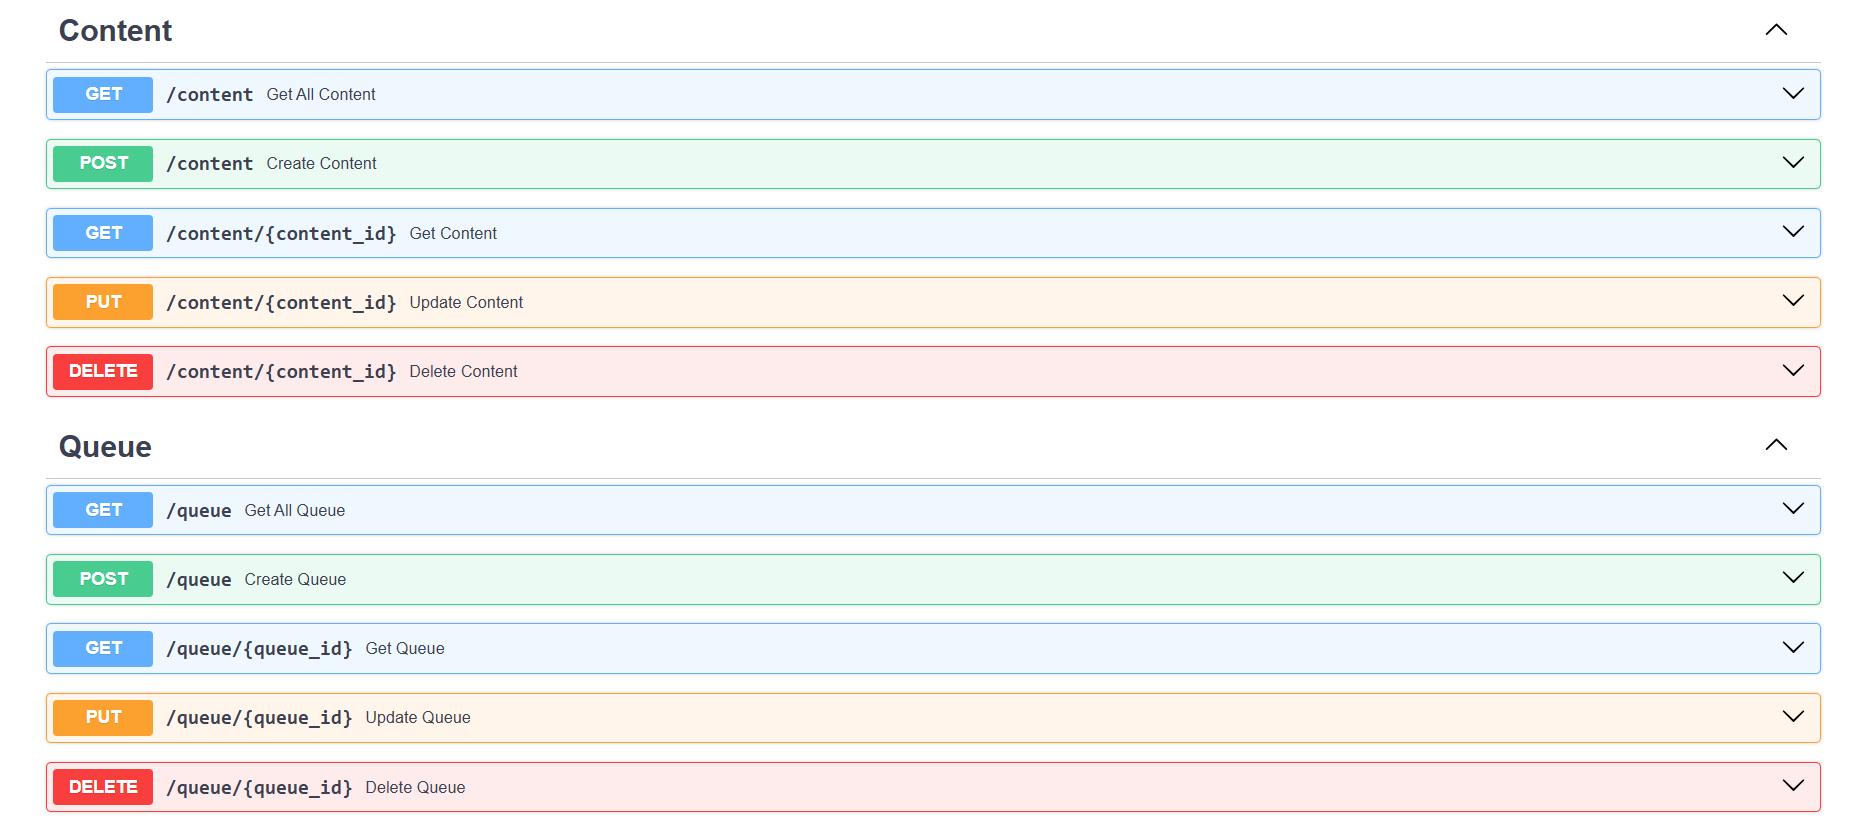 Content
GET /content Get All Content
POST /content Create Content
GET /content/{content_id} Get Content
PUT /content/{content_id} Update Content
DELETE /content/{content_id} Delete Content
Queue
GET /queue Get All Queue
POST /queue Create Queue
GET /queue/{queue_id} Get Queue
PUT /queue/{queue_id} Update Queue
DELETE /queue/{queue_id} Delete Queue